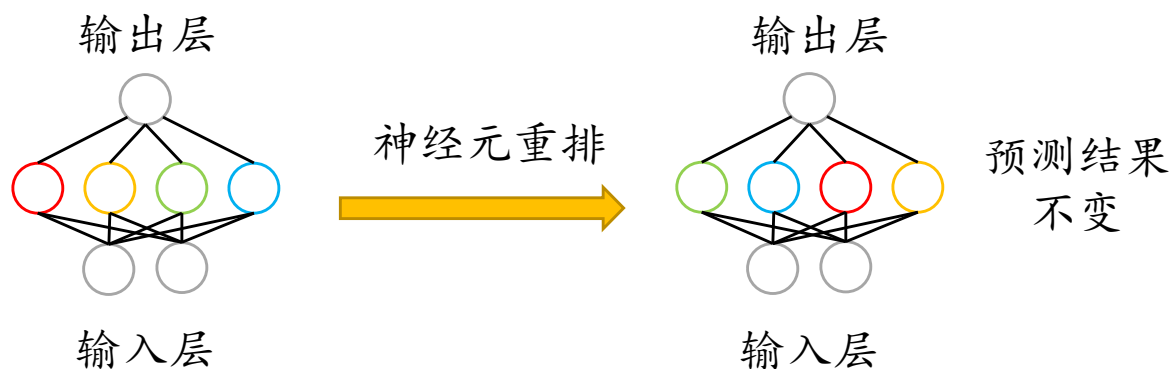 输出层
输出层
神经元重排
预测结果
不变
输入层
输入层